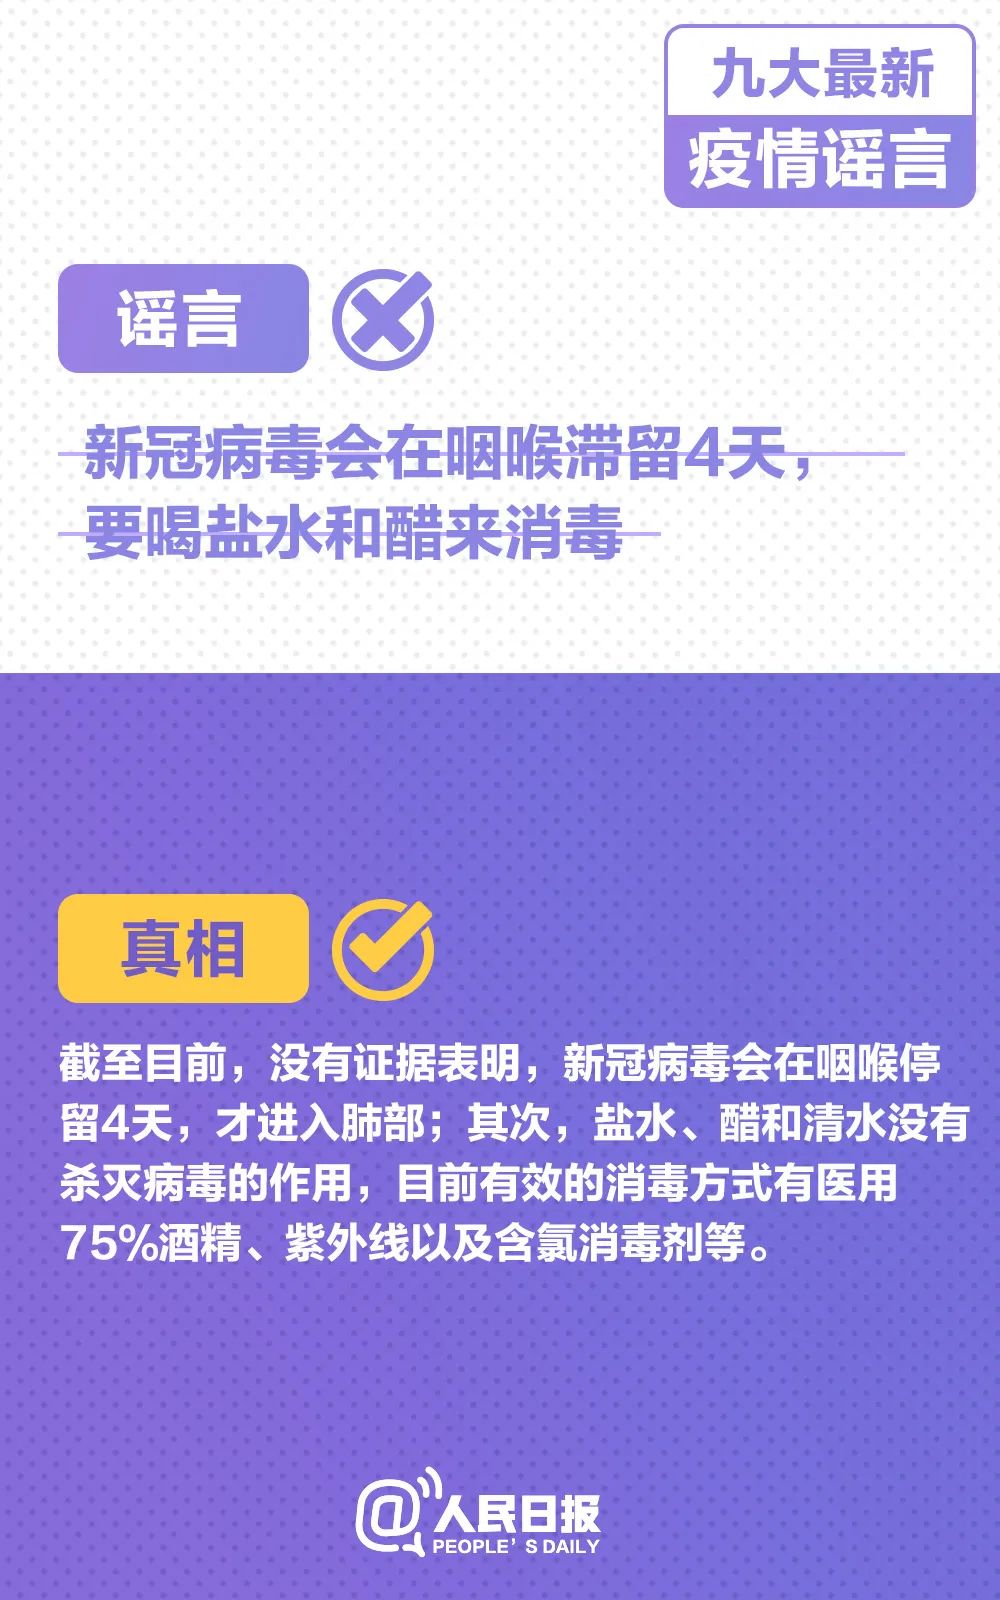 九大最新
疫情谣言
谣言
新冠病毒会在咽喉滞留4天，
要喝盐水和醋来消毒
真相
截至目前，没有证据表明，新冠病毒会在咽喉停
留4天，才进入肺部；其次，盐水、醋和清水没有
杀灭病毒的作用，目前有效的消毒方式有医用
75%酒精、紫外线以及含氯消毒剂等。
@人民日报
PEOPLE'S DAILY